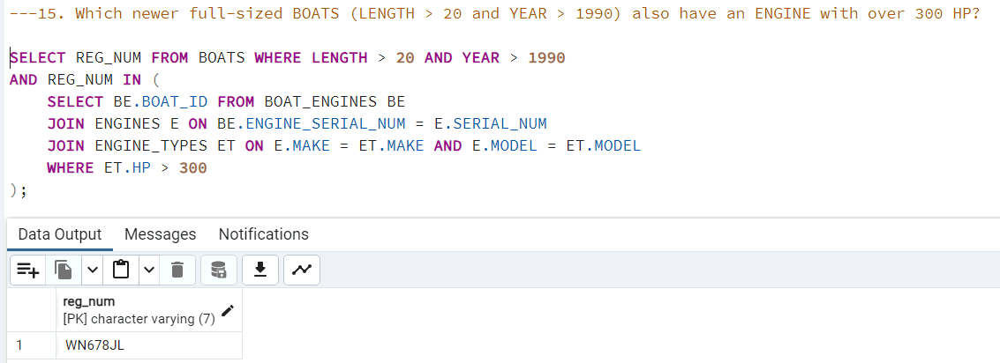 ---15. Which newer full-sized BOATS (LENGTH > 20 and YEAR > 1990) also have an ENGINE with over 300 HP?
SELECT REG_NUM FROM BOATS WHERE LENGTH > 20 AND YEAR > 1990
AND REG_NUM IN (
SELECT BE.BOAT_ID FROM BOAT_ENGINES BE
JOIN ENGINES E ON BE.ENGINE_SERIAL_NUM = E.SERIAL_NUM
JOIN ENGINE_TYPES ET ON E.MAKE = ET.MAKE AND E.MODEL = ET.MODEL
WHERE ET.HP > 300
);
Data Output Messages Notifications
reg_num
[PK] character varying (7)
1 WN678JL